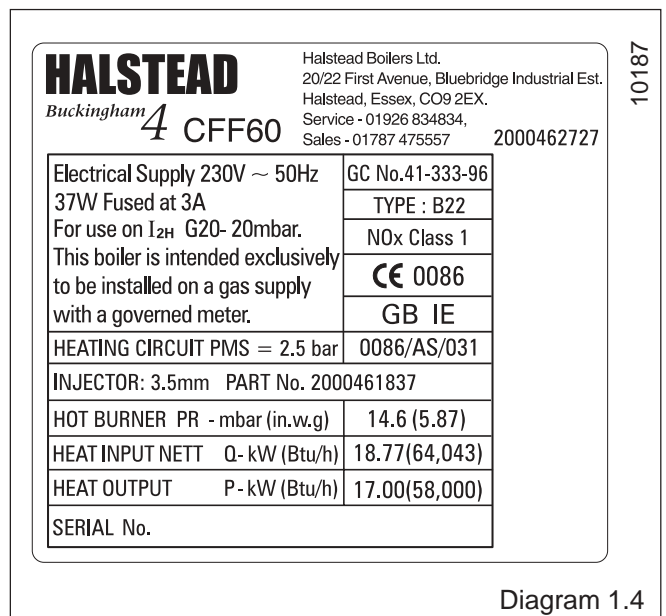 HALSTEAD
Buckingham 4 CFF60
Halstead Boilers Ltd.
20/22 First Avenue, Bluebridge Industrial Est.
Halstead, Essex, CO9 2EX.
Service - 01926 834834,
Sales - 01787 475557
2000462727
10187
Electrical Supply 230V ~ 50Hz
37W Fused at 3A
For use on I2H G20- 20mbar.
This boiler is intended exclusively
to be installed on a gas supply
with a governed meter.
GC No.41-333-96
TYPE : B22
NOx Class 1
CE 0086
GB IE
HEATING CIRCUIT PMS = 2.5 bar 0086/AS/031
INJECTOR: 3.5mm PART No. 2000461837
HOT BURNER PR - mbar (in.w.g) 14.6 (5.87)
HEAT INPUT NETT Q- kW (Btu/h) 18.77(64,043)
HEAT OUTPUT P- kW (Btu/h) 17.00(58,000)
SERIAL No.
Diagram 1.4